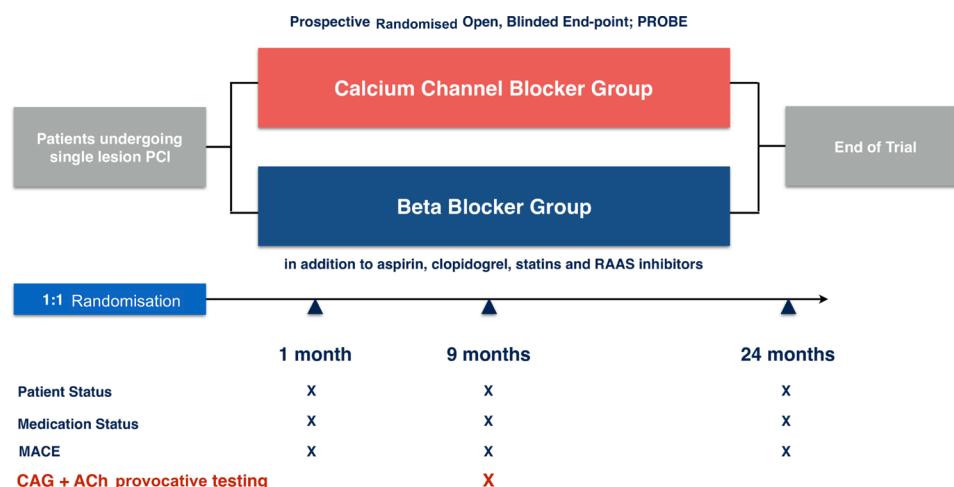 Prospective Randomised Open, Blinded End-point; PROBE
Calcium Channel Blocker Group
Patients undergoing
single lesion PCI
End of Trial
Beta Blocker Group
in addition to aspirin, clopidogrel, statins and RAAS inhibitors
1:1 Randomisation
1 month 9 months 24 months
Patient Status X X X
Medication Status X X X
MACE X X X
CAG + ACh provocative testing X